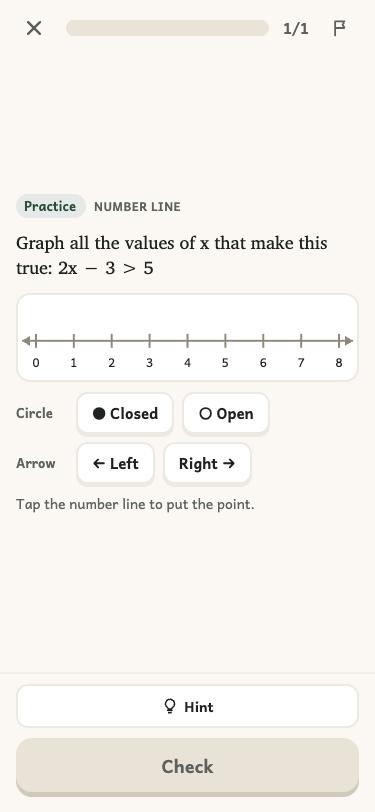 1/1
Practice NUMBER LINE
Graph all the values of x that make this
true: 2x − 3 > 5
0 1 2 3 4 5 6 7 8
Circle Closed Open
Arrow ← Left Right →
Tap the number line to put the point.
Hint
Check